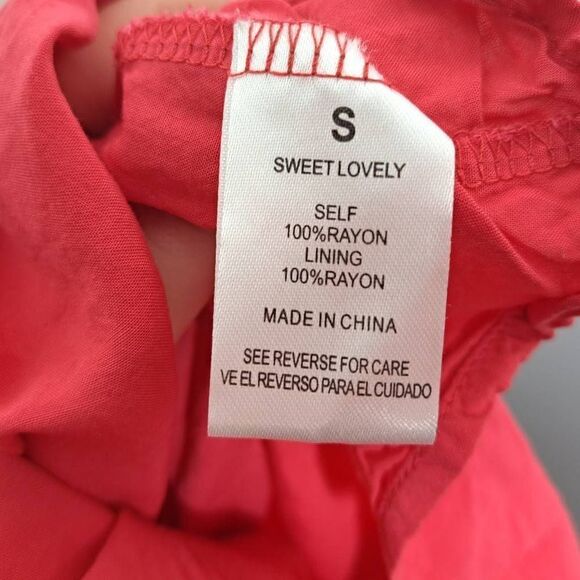 S
SWEET LOVELY
SELF
100%RAYON
LINING
100%RAYON
MADE IN CHINA
SEE REVERSE FOR CARE
VE EL REVERSO PARA EL CUIDADO